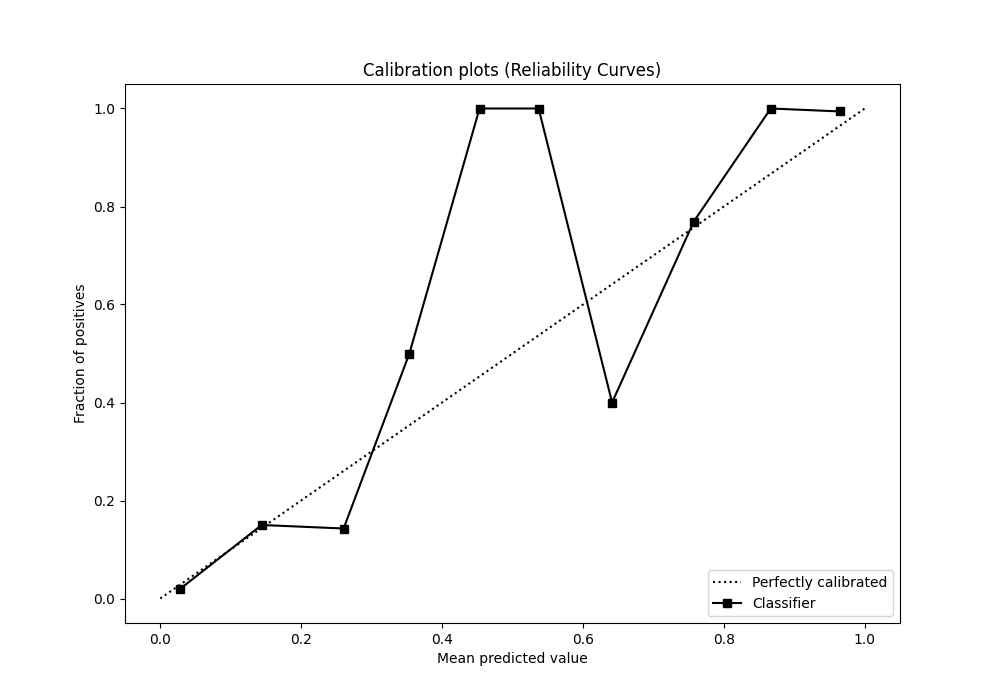 Calibration plots (Reliability Curves)
1.0
0.8
0.6
0.4
0.2
0.0
Fraction of positives
0.0 0.2 0.4 0.6 0.8 1.0
Mean predicted value
Perfectly calibrated
Classifier